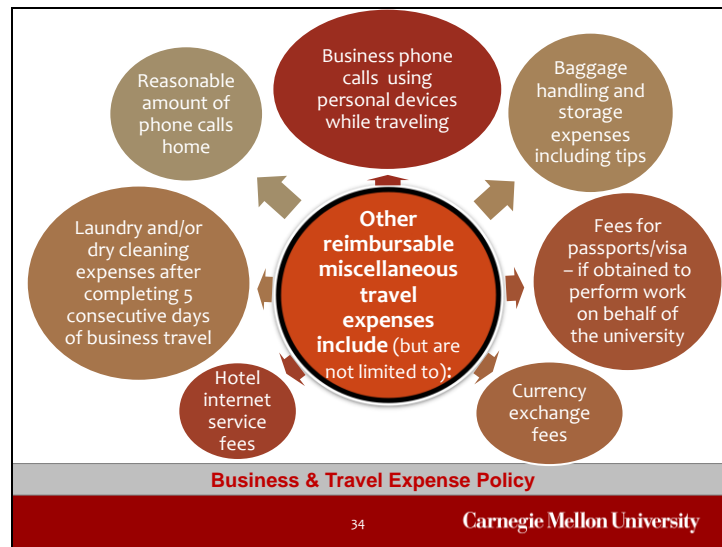 Business phone
calls using
personal devices
while traveling
Reasonable
amount of
phone calls
home
Baggage
handling and
storage
expenses
including tips
Laundry and/or
dry cleaning
expenses after
completing 5
consecutive days
of business travel
Other
reimbursable
miscellaneous
travel
expenses
include (but are
not limited to):
Fees for
passports/visa
– if obtained to
perform work
on behalf of
the university
Hotel
internet
service
fees
Currency
exchange
fees
Business & Travel Expense Policy
34
Carnegie Mellon University